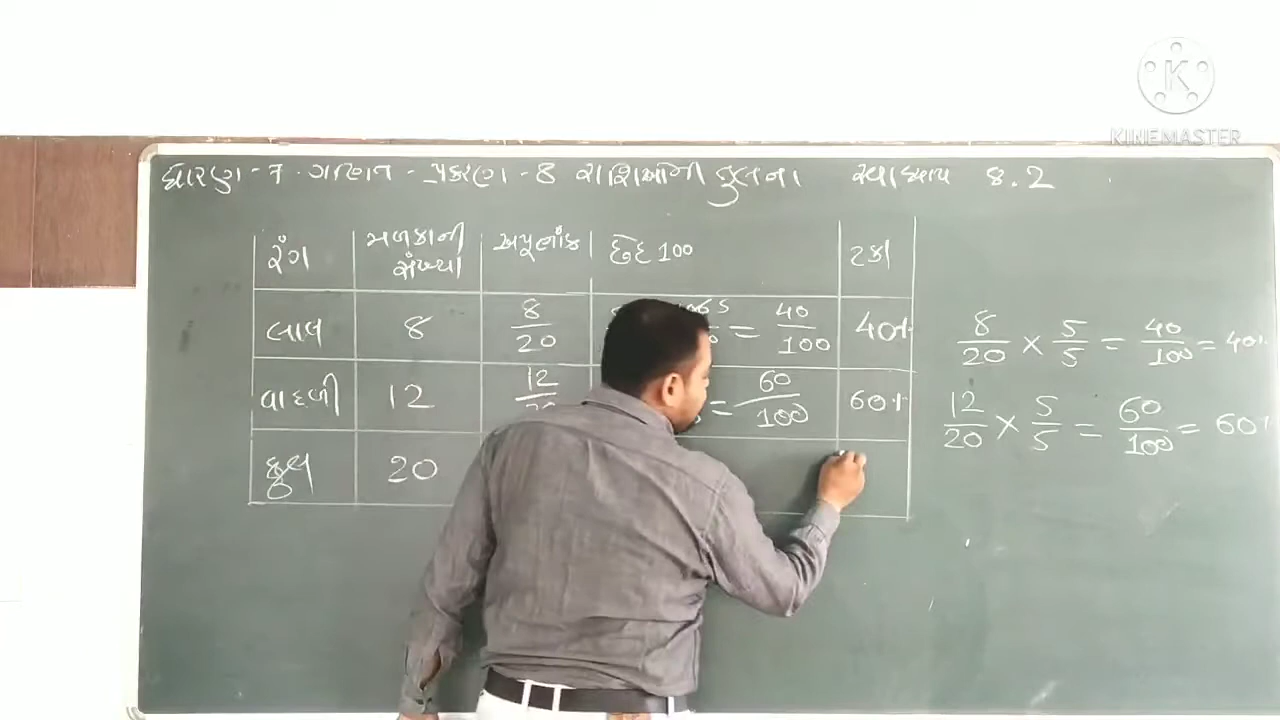 KINEMASTER
ધોરણ - ૭. ગણિત - પ્રકરણ - 8 રાશિઓની તુલના સ્વાધ્યાય 8.2
રંગ મણકાની સંખ્યા અપૂર્ણાંક છેદ 100 ટકા
લાલ 8 8/20 = 40/100 40%
વાદળી 12 12/ = 60/100 60%
કુલ 20
8/20 × 5/5 = 40/100 = 40%
12/20 × 5/5 = 60/100 = 60%